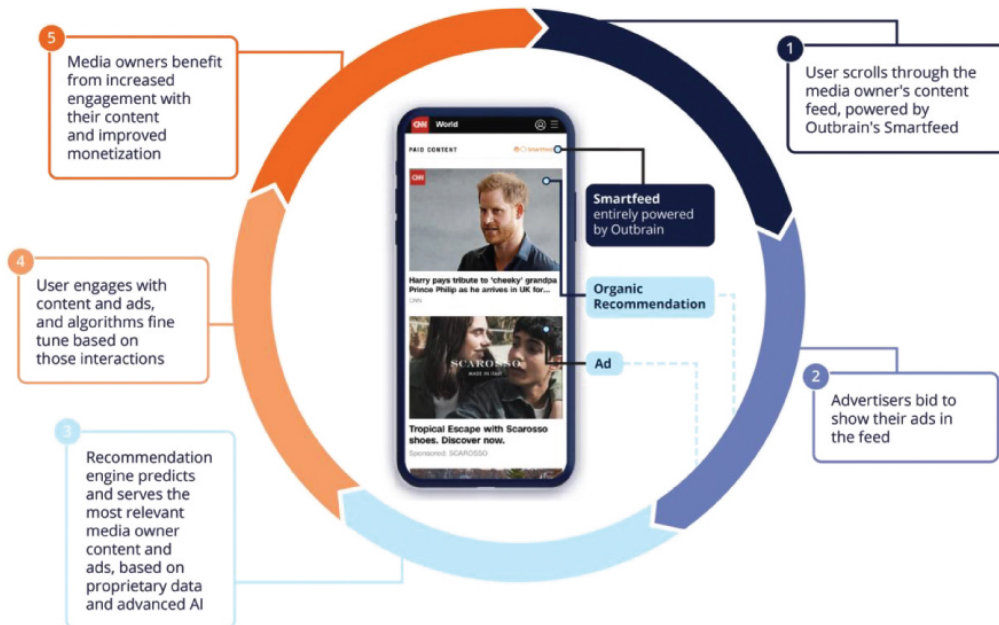 5
Media owners benefit
from increased
engagement with
their content
and improved
monetization
1
User scrolls through the
media owner's content
feed, powered by
Outbrain's Smartfeed
CNN World
PAID CONTENT
Smartfeed
CNN
Harry pays tribute to 'cheeky' grandpa
Prince Philip as he arrives in UK for...
CNN
SCAROSSO
MADE IN ITALY
Tropical Escape with Scarosso
shoes. Discover now.
Sponsored: SCAROSSO
Smartfeed
entirely powered
by Outbrain
Organic
Recommendation
Ad
4
User engages with
content and ads,
and algorithms fine
tune based on
those interactions
2
Advertisers bid to
show their ads in
the feed
3
Recommendation
engine predicts
and serves the
most relevant
media owner
content and
ads, based on
proprietary data
and advanced AI